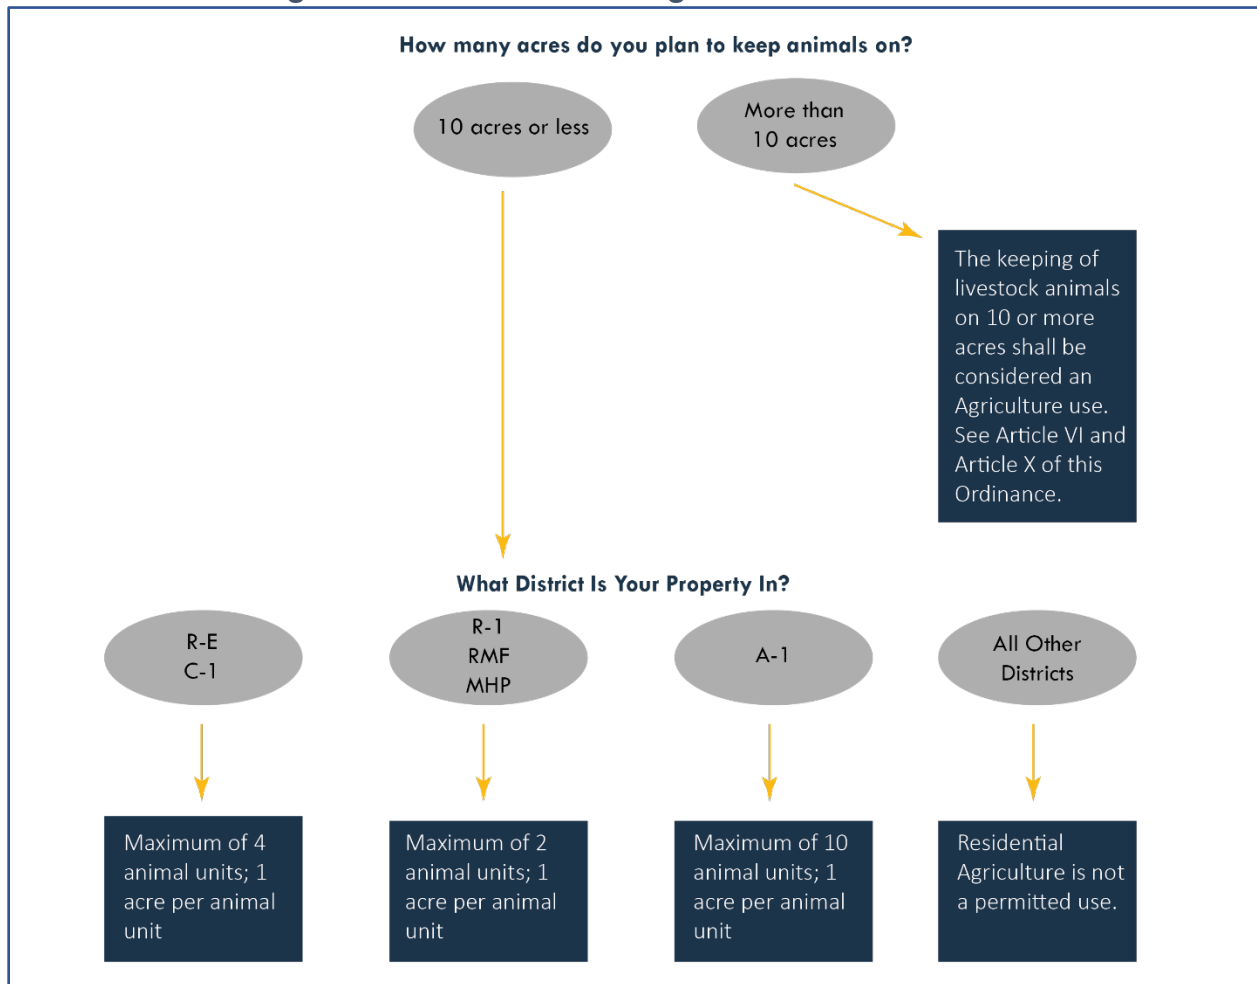 How many acres do you plan to keep animals on?
10 acres or less
More than
10 acres
The keeping of
livestock animals
on 10 or more
acres shall be
considered an
Agriculture use.
See Article VI and
Article X of this
Ordinance.
What District Is Your Property In?
R-E
C-1
R-1
RMF
MHP
A-1
All Other
Districts
Maximum of 4
animal units; 1
acre per animal
unit
Maximum of 2
animal units; 1
acre per animal
unit
Maximum of 10
animal units; 1
acre per animal
unit
Residential
Agriculture is not
a permitted use.